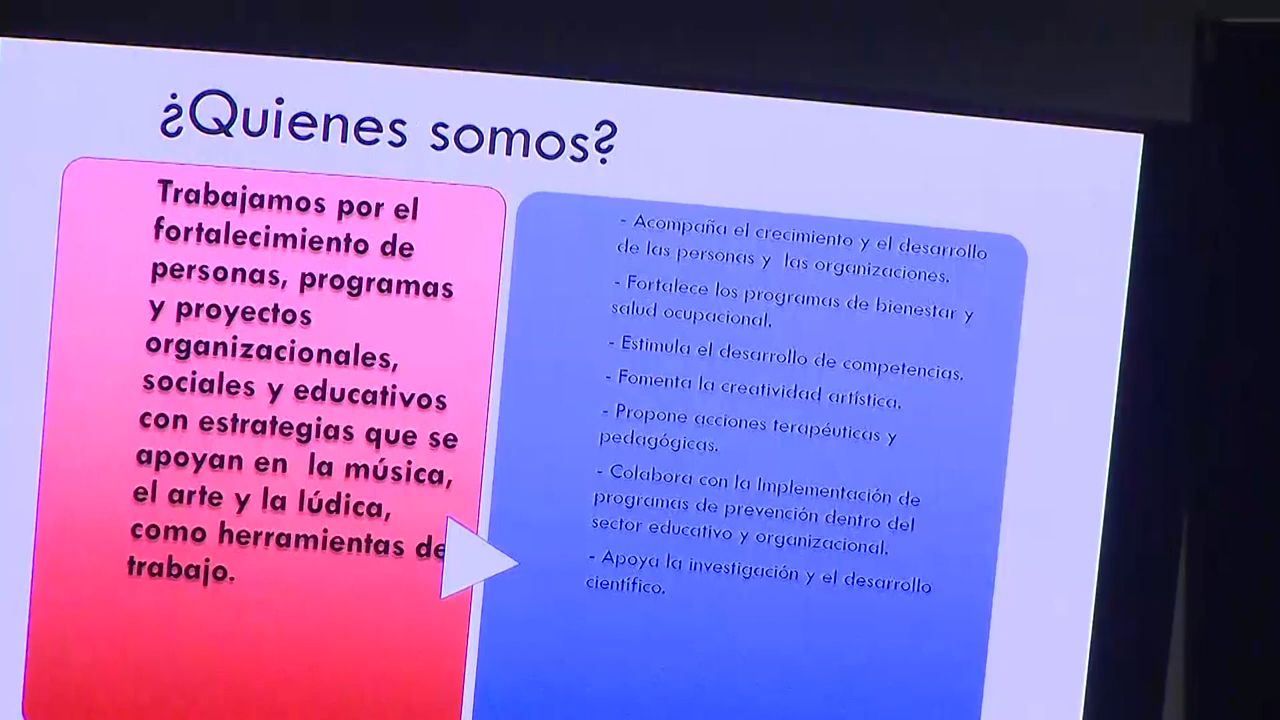 ¿Quienes somos?
Trabajamos por el
fortalecimiento de
personas, programas
y proyectos
organizacionales,
sociales y educativos
con estrategias que se
apoyan en la música,
el arte y la lúdica,
como herramientas de
trabajo.
- Acompaña el crecimiento y el desarrollo
de las personas y las organizaciones.
- Fortalece los programas de bienestar y
salud ocupacional.
- Estimula el desarrollo de competencias.
- Fomenta la creatividad artística.
- Propone acciones terapéuticas y
pedagógicas.
- Colabora con la Implementación de
programas de prevención dentro del
sector educativo y organizacional.
- Apoya la investigación y el desarrollo
científico.